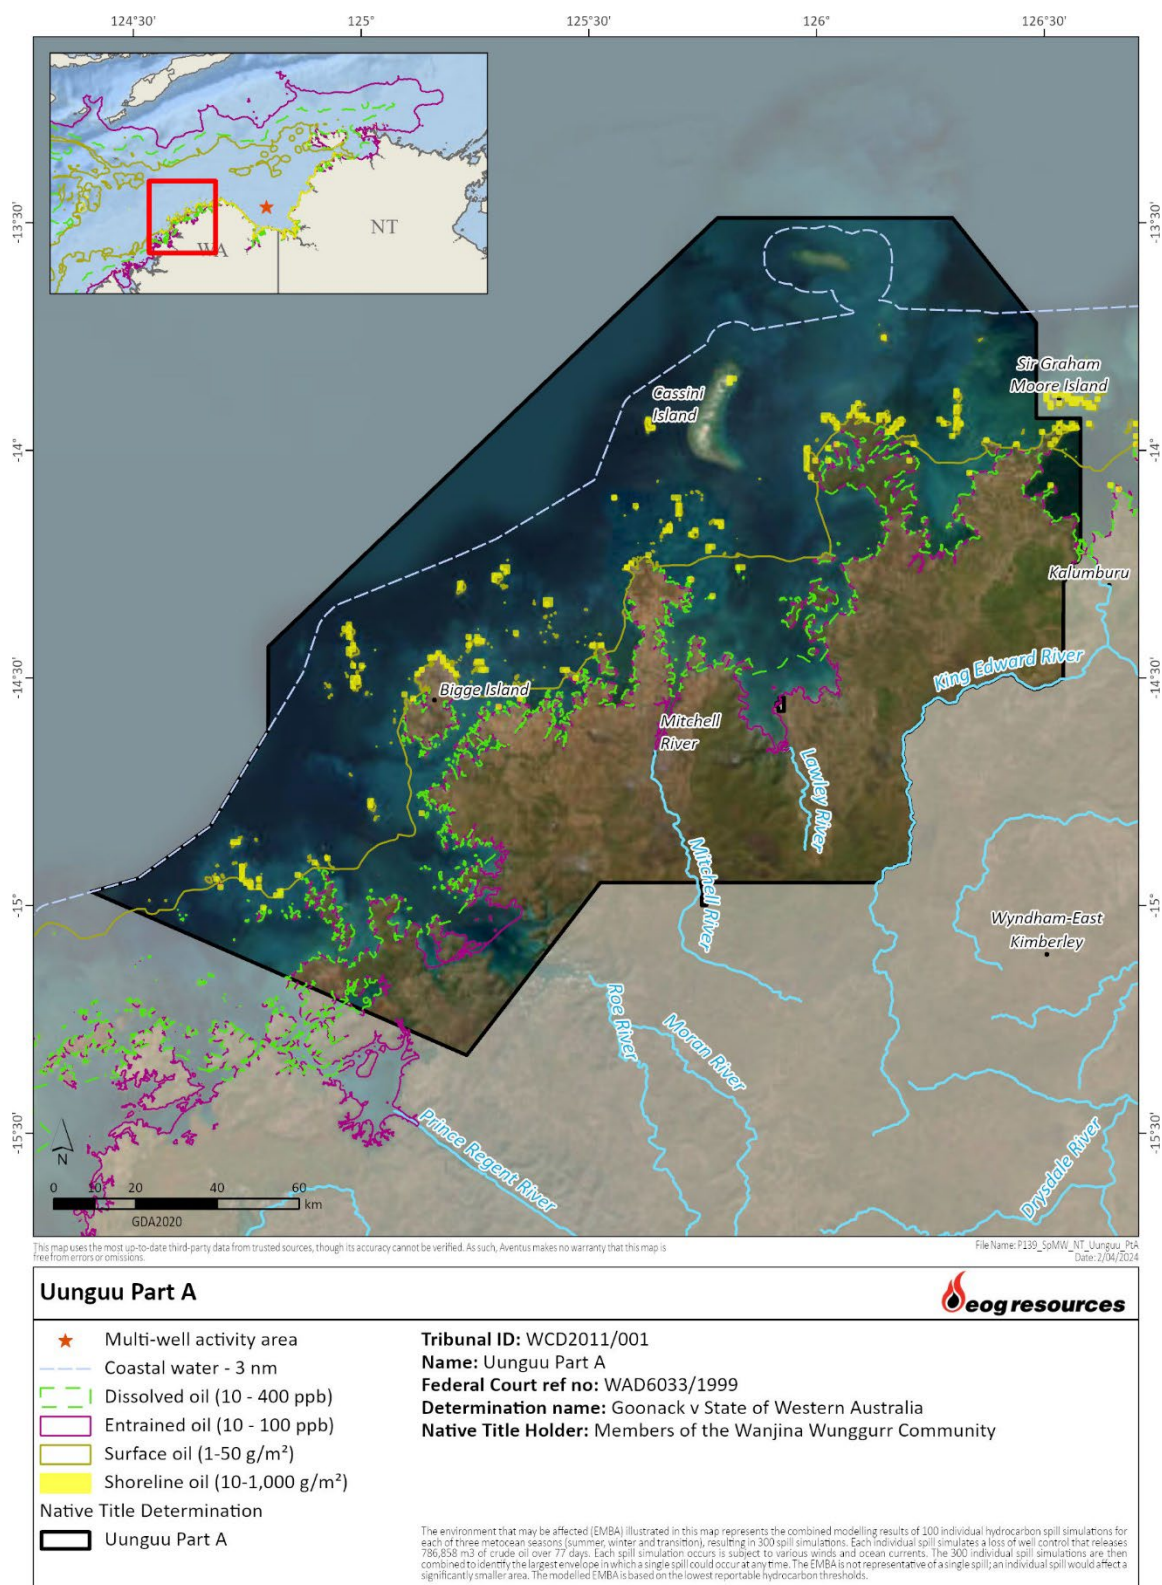 124°30' 125° 125°30' 126° 126°30'
-13°30'
-14°
-14°30'
-15°
-15°30'
-13°30'
-14°
-14°30'
-15°
-15°30'
WA
NT
Sir Graham
Moore Island
Cassini
Island
Kalumburu
King Edward River
Bigge Island
Mitchell
River
Lawley River
Mitchell River
Wyndham-East
Kimberley
Roe River
Moran River
Prince Regent River
Drysdale River
N
0 10 20 40 60
km
GDA2020
This map uses the most up-to-date third-party data from trusted sources, though its accuracy cannot be verified. As such, Aventus makes no warranty that this map is
free from errors or omissions.
File Name: P139_SpMW_NT_Uunguu_PtA
Date: 2/04/2024
Uunguu Part A
eog resources
Multi-well activity area
Coastal water - 3 nm
Dissolved oil (10 - 400 ppb)
Entrained oil (10 - 100 ppb)
Surface oil (1-50 g/m²)
Shoreline oil (10-1,000 g/m²)
Native Title Determination
Uunguu Part A
Tribunal ID: WCD2011/001
Name: Uunguu Part A
Federal Court ref no: WAD6033/1999
Determination name: Goonack v State of Western Australia
Native Title Holder: Members of the Wanjina Wunggurr Community
The environment that may be affected (EMBA) illustrated in this map represents the combined modelling results of 100 individual hydrocarbon spill simulations for
each of three metocean seasons (summer, winter and transition), resulting in 300 spill simulations. Each individual simulates a loss of well control that releases
786,858 m3 of crude oil over 77 days. Each spill simulation occurs is subject to various winds and ocean currents. The 300 individual spill simulations are then
combined to identify the largest envelope in which a single spill could occur at any time. The EMBA is not representative of a single spill; an individual spill would affect a
significantly smaller area. The modelled EMBA is based on the lowest reportable hydrocarbon thresholds.